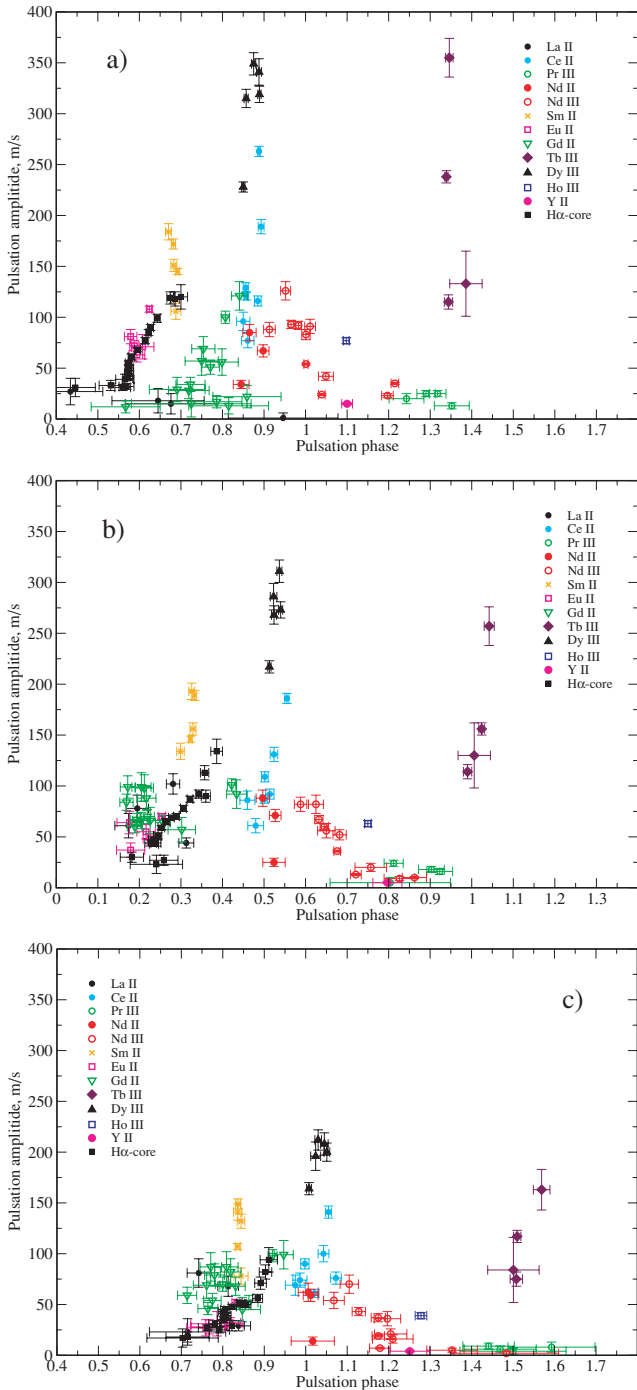 400
350
300
250
200
150
100
50
0
Pulsation amplitide, m/s
a)
La II
Ce II
Pr III
Nd II
Nd III
Sm II
Eu II
Gd II
Tb III
Dy III
Ho III
Y II
Hα-core
0.4 0.5 0.6 0.7 0.8 0.9 1 1.1 1.2 1.3 1.4 1.5 1.6 1.7
Pulsation phase
400
350
300
250
200
150
100
50
0
Pulsation amplitide, m/s
b)
La II
Ce II
Pr III
Nd II
Nd III
Sm II
Eu II
Gd II
Tb III
Dy III
Ho III
Y II
Hα-core
0 0.1 0.2 0.3 0.4 0.5 0.6 0.7 0.8 0.9 1 1.1 1.2 1.3
Pulsation phase
400
350
300
250
200
150
100
50
0
Pulsation amplitude, m/s
c)
La II
Ce II
Pr III
Nd II
Nd III
Sm II
Eu II
Gd II
Tb III
Dy III
Ho III
Y II
Hα-core
0.4 0.5 0.6 0.7 0.8 0.9 1 1.1 1.2 1.3 1.4 1.5 1.6 1.7
Pulsation phase